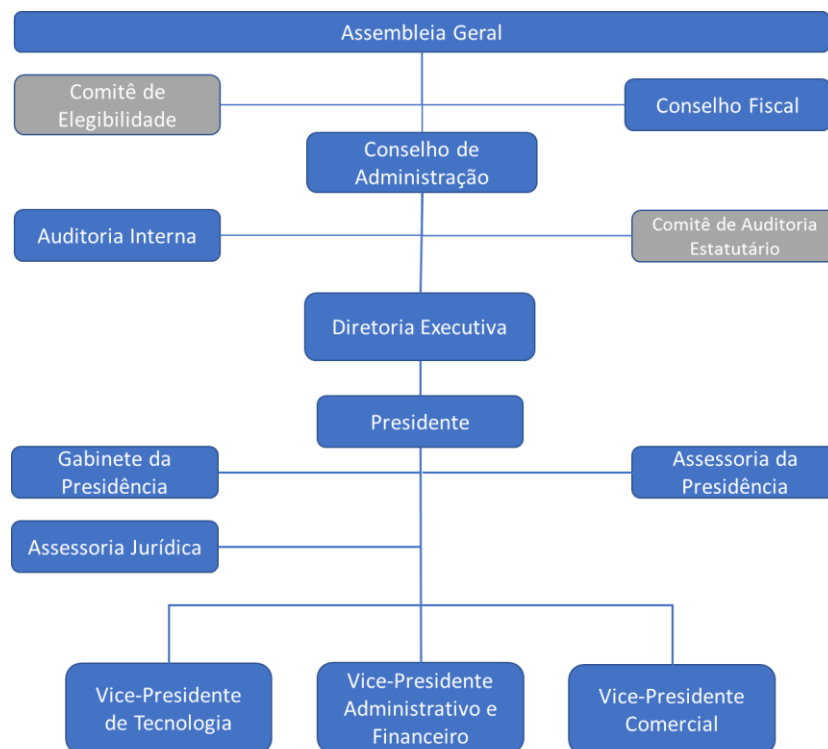 Assembleia Geral
Comitê de
Elegibilidade
Conselho Fiscal
Conselho de
Administração
Auditoria Interna
Comitê de Auditoria
Estatutário
Diretoria Executiva
Presidente
Gabinete da
Presidência
Assessoria da
Presidência
Assessoria Jurídica
Vice-Presidente
de Tecnologia
Vice-Presidente
Administrativo e
Financeiro
Vice-Presidente
Comercial